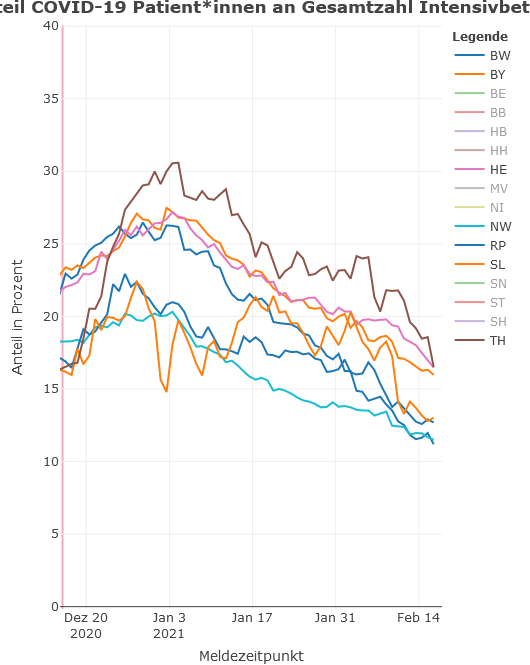 teil COVID-19 Patient*innen an Gesamtzahl Intensivbet
Legende
BW
BY
BE
BB
HB
HH
HE
MV
NI
NW
RP
SL
SN
ST
SH
TH
Anteil in Prozent
40
35
30
25
20
15
10
5
0
Dez 20
2020
Jan 3
2021
Jan 17
Jan 31
Feb 14
Meldezeitpunkt